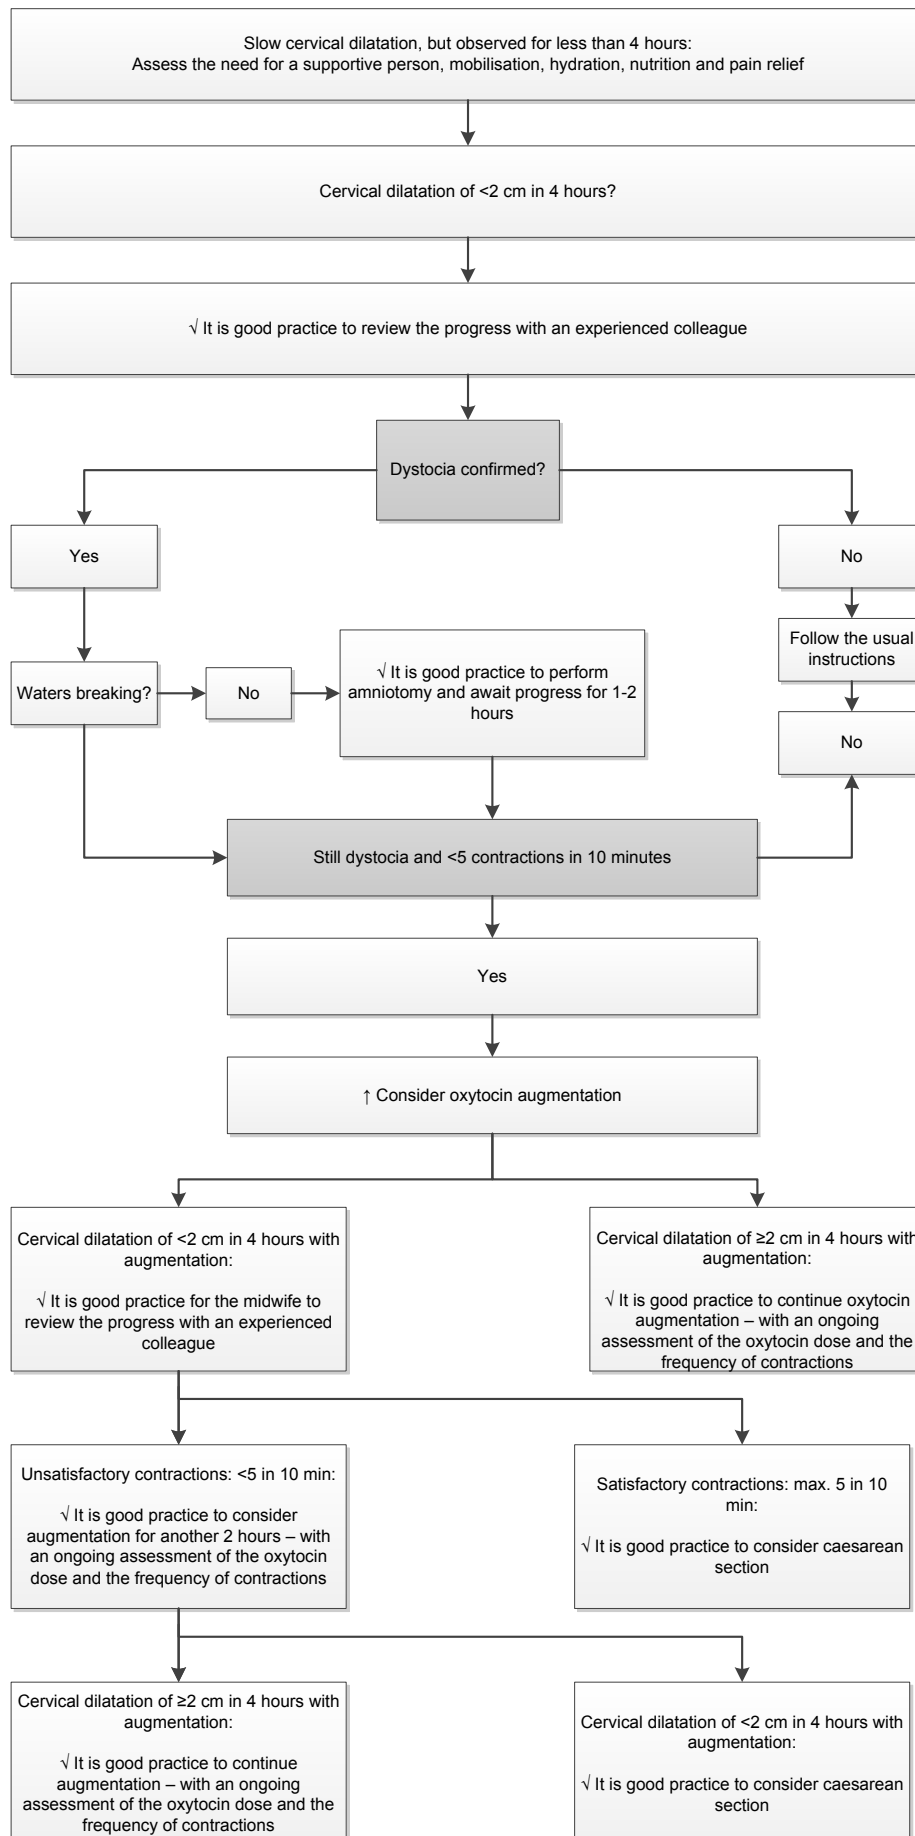 Slow cervical dilatation, but observed for less than 4 hours:
Assess the need for a supportive person, mobilisation, hydration, nutrition and pain relief
Cervical dilatation of <2 cm in 4 hours?
√ It is good practice to review the progress with an experienced colleague
Dystocia confirmed?
Yes
No
Follow the usual
instructions
Waters breaking?
No
√ It is good practice to perform
amniotomy and await progress for 1-2
hours
No
Still dystocia and <5 contractions in 10 minutes
Yes
↑ Consider oxytocin augmentation
Cervical dilatation of <2 cm in 4 hours with
augmentation:
√ It is good practice for the midwife to
review the progress with an experienced
colleague
Cervical dilatation of ≥2 cm in 4 hours with
augmentation:
√ It is good practice to continue oxytocin
augmentation – with an ongoing
assessment of the oxytocin dose and the
frequency of contractions
Unsatisfactory contractions: <5 in 10 min:
√ It is good practice to consider
augmentation for another 2 hours – with
an ongoing assessment of the oxytocin
dose and the frequency of contractions
Satisfactory contractions: max. 5 in 10
min:
√ It is good practice to consider caesarean
section
Cervical dilatation of ≥2 cm in 4 hours with
augmentation:
√ It is good practice to continue
augmentation – with an ongoing
assessment of the oxytocin dose and the
frequency of contractions
Cervical dilatation of <2 cm in 4 hours with
augmentation:
√ It is good practice to consider caesarean
section